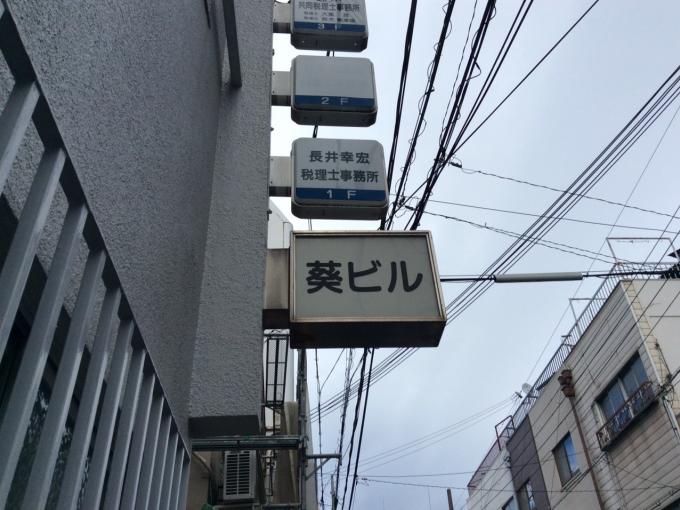 共同税理士事務所
3F
2F
長井幸宏
税理士事務所
1F
葵ビル